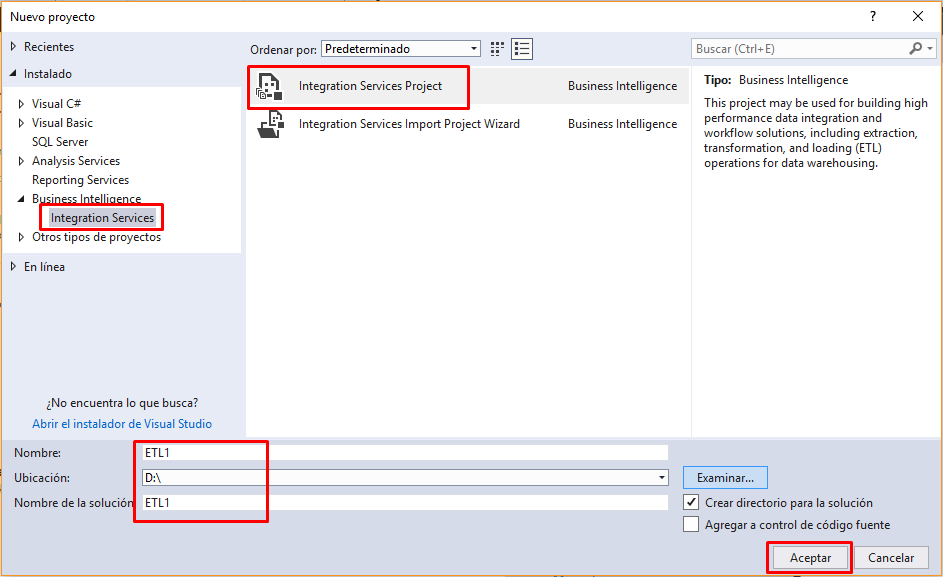 Nuevo proyecto
? 
Recientes
Instalado
Visual C#
Visual Basic
SQL Server
Analysis Services
Reporting Services
Business Intelligence
Integration Services
Otros tipos de proyectos
En línea
¿No encuentra lo que busca?
Abrir el instalador de Visual Studio
Ordenar por: Predeterminado
Integration Services Project Business Intelligence
Integration Services Import Project Wizard Business Intelligence
Buscar (Ctrl+E)
Tipo: Business Intelligence
This project may be used for building high
performance data integration and
workflow solutions, including extraction,
transformation, and loading (ETL)
operations for data warehousing.
Nombre: ETL1
Ubicación: D:\
Nombre de la solución ETL1
Examinar...
Crear directorio para la solución
Agregar a control de código fuente
Aceptar Cancelar